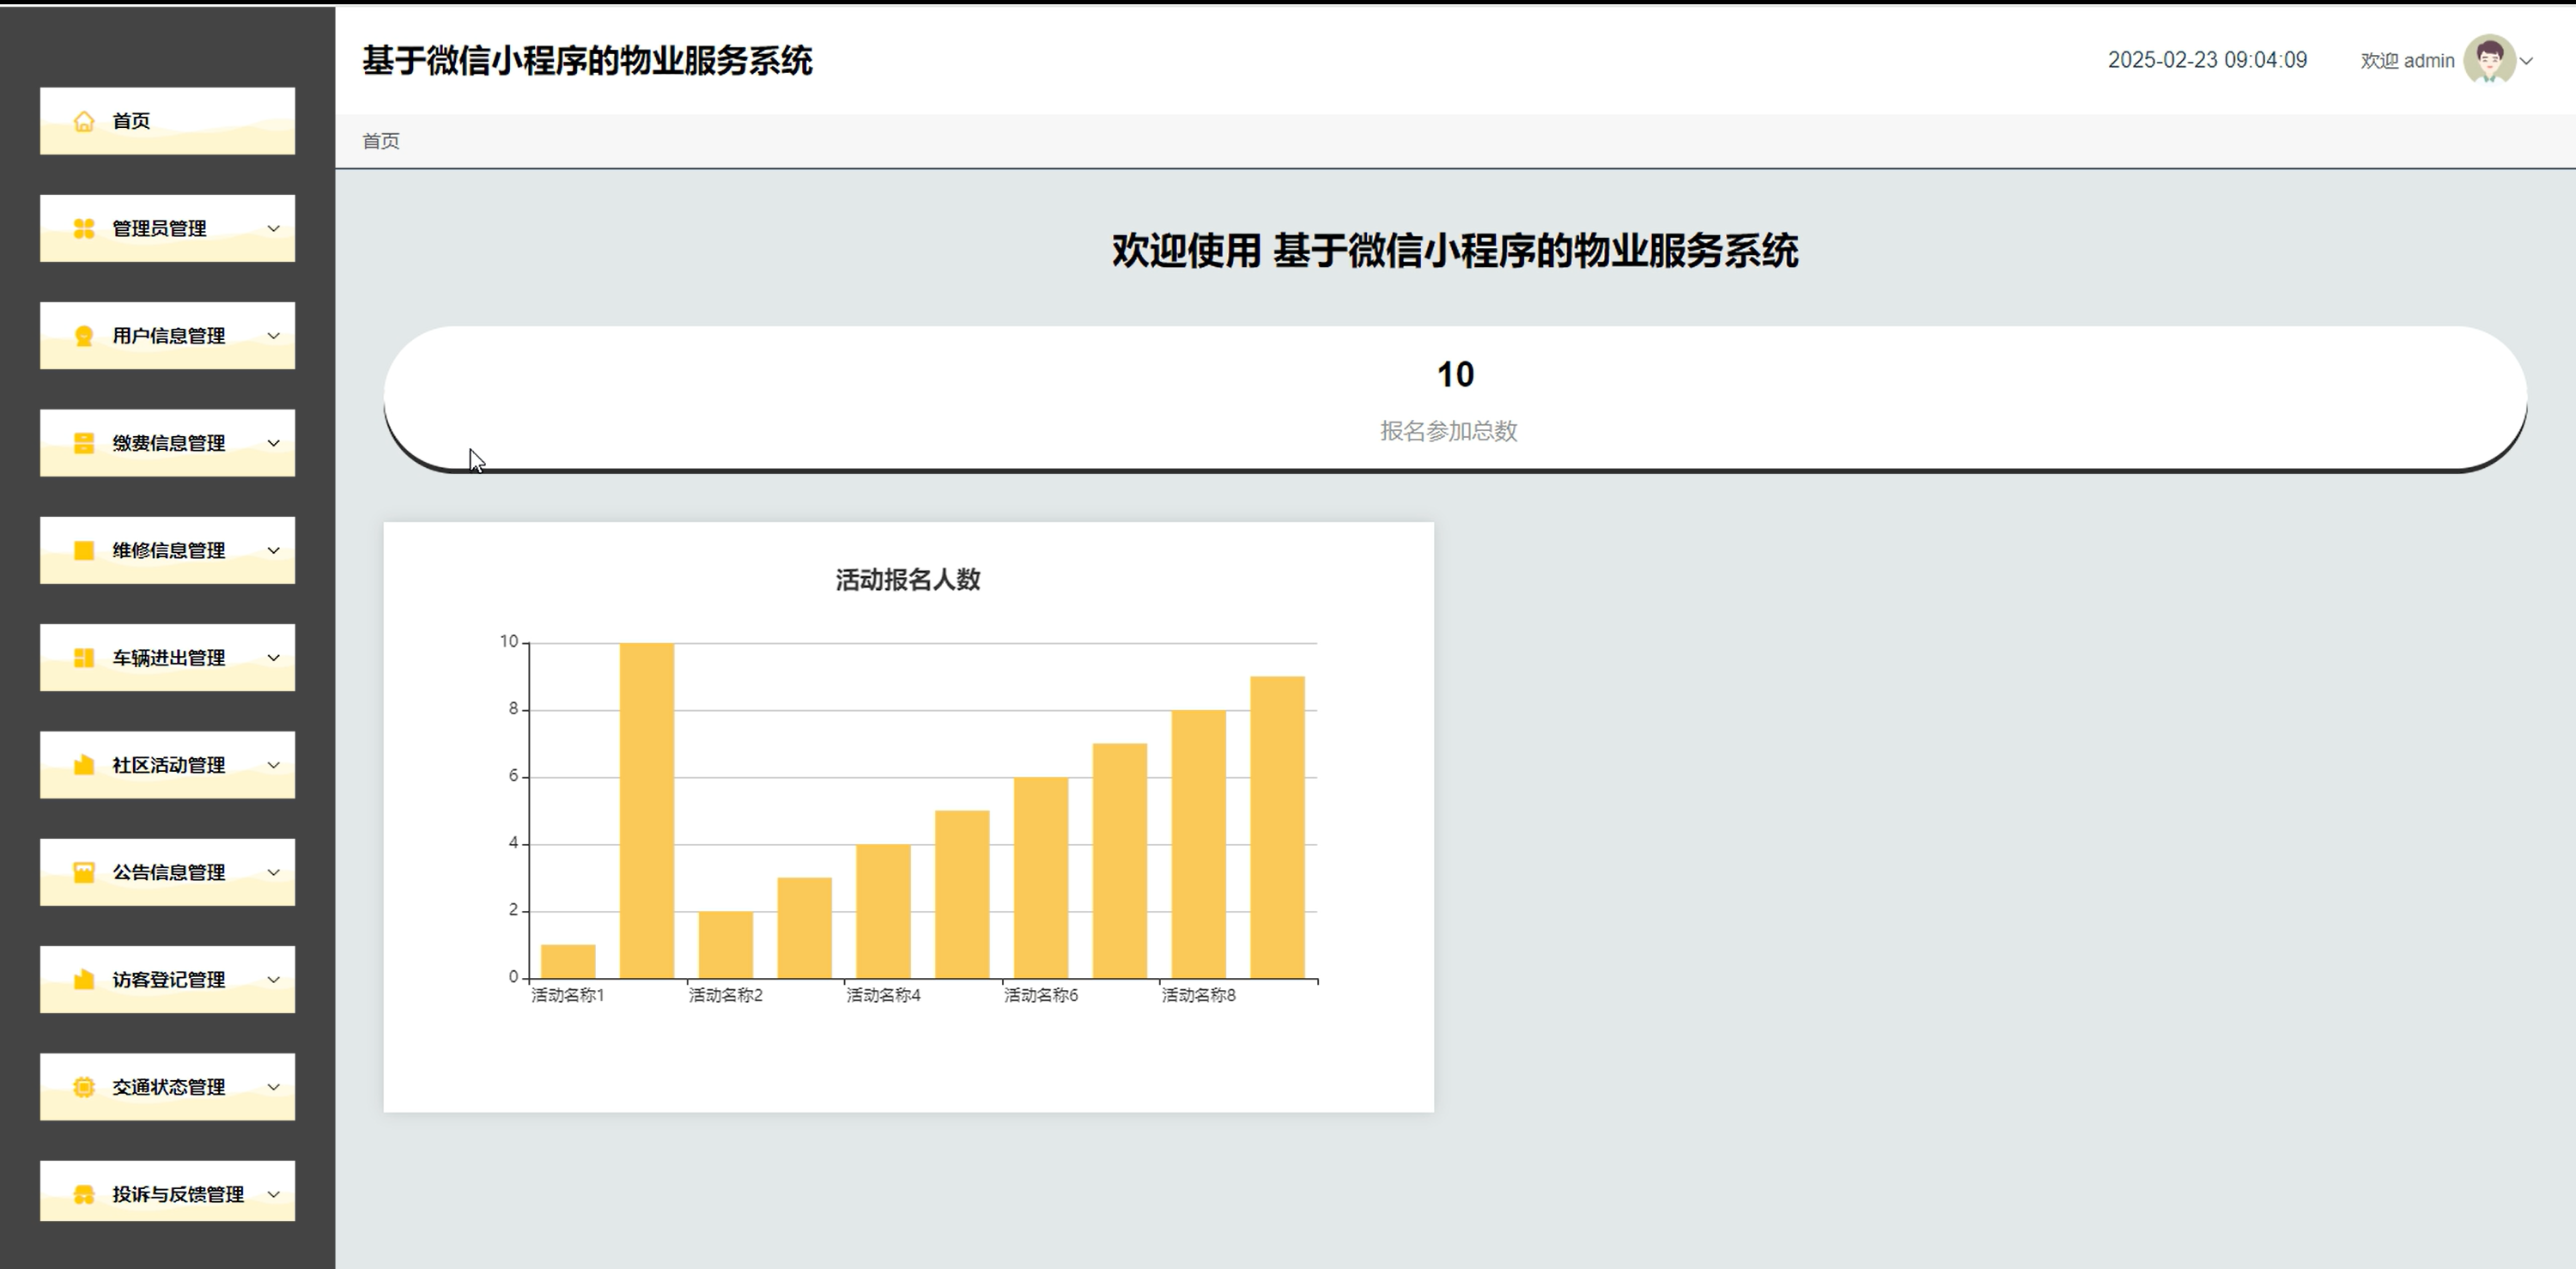 基于微信小程序的物业服务系统
2025-02-23 09:04:09
欢迎 admin
首页
首页
管理员管理
用户信息管理
缴费信息管理
维修信息管理
车辆进出管理
社区活动管理
公告信息管理
访客登记管理
交通状态管理
投诉与反馈管理
欢迎使用 基于微信小程序的物业服务系统
10
报名参加总数
活动报名人数
10
8
6
4
2
0
活动名称1 活动名称2 活动名称4 活动名称6 活动名称8